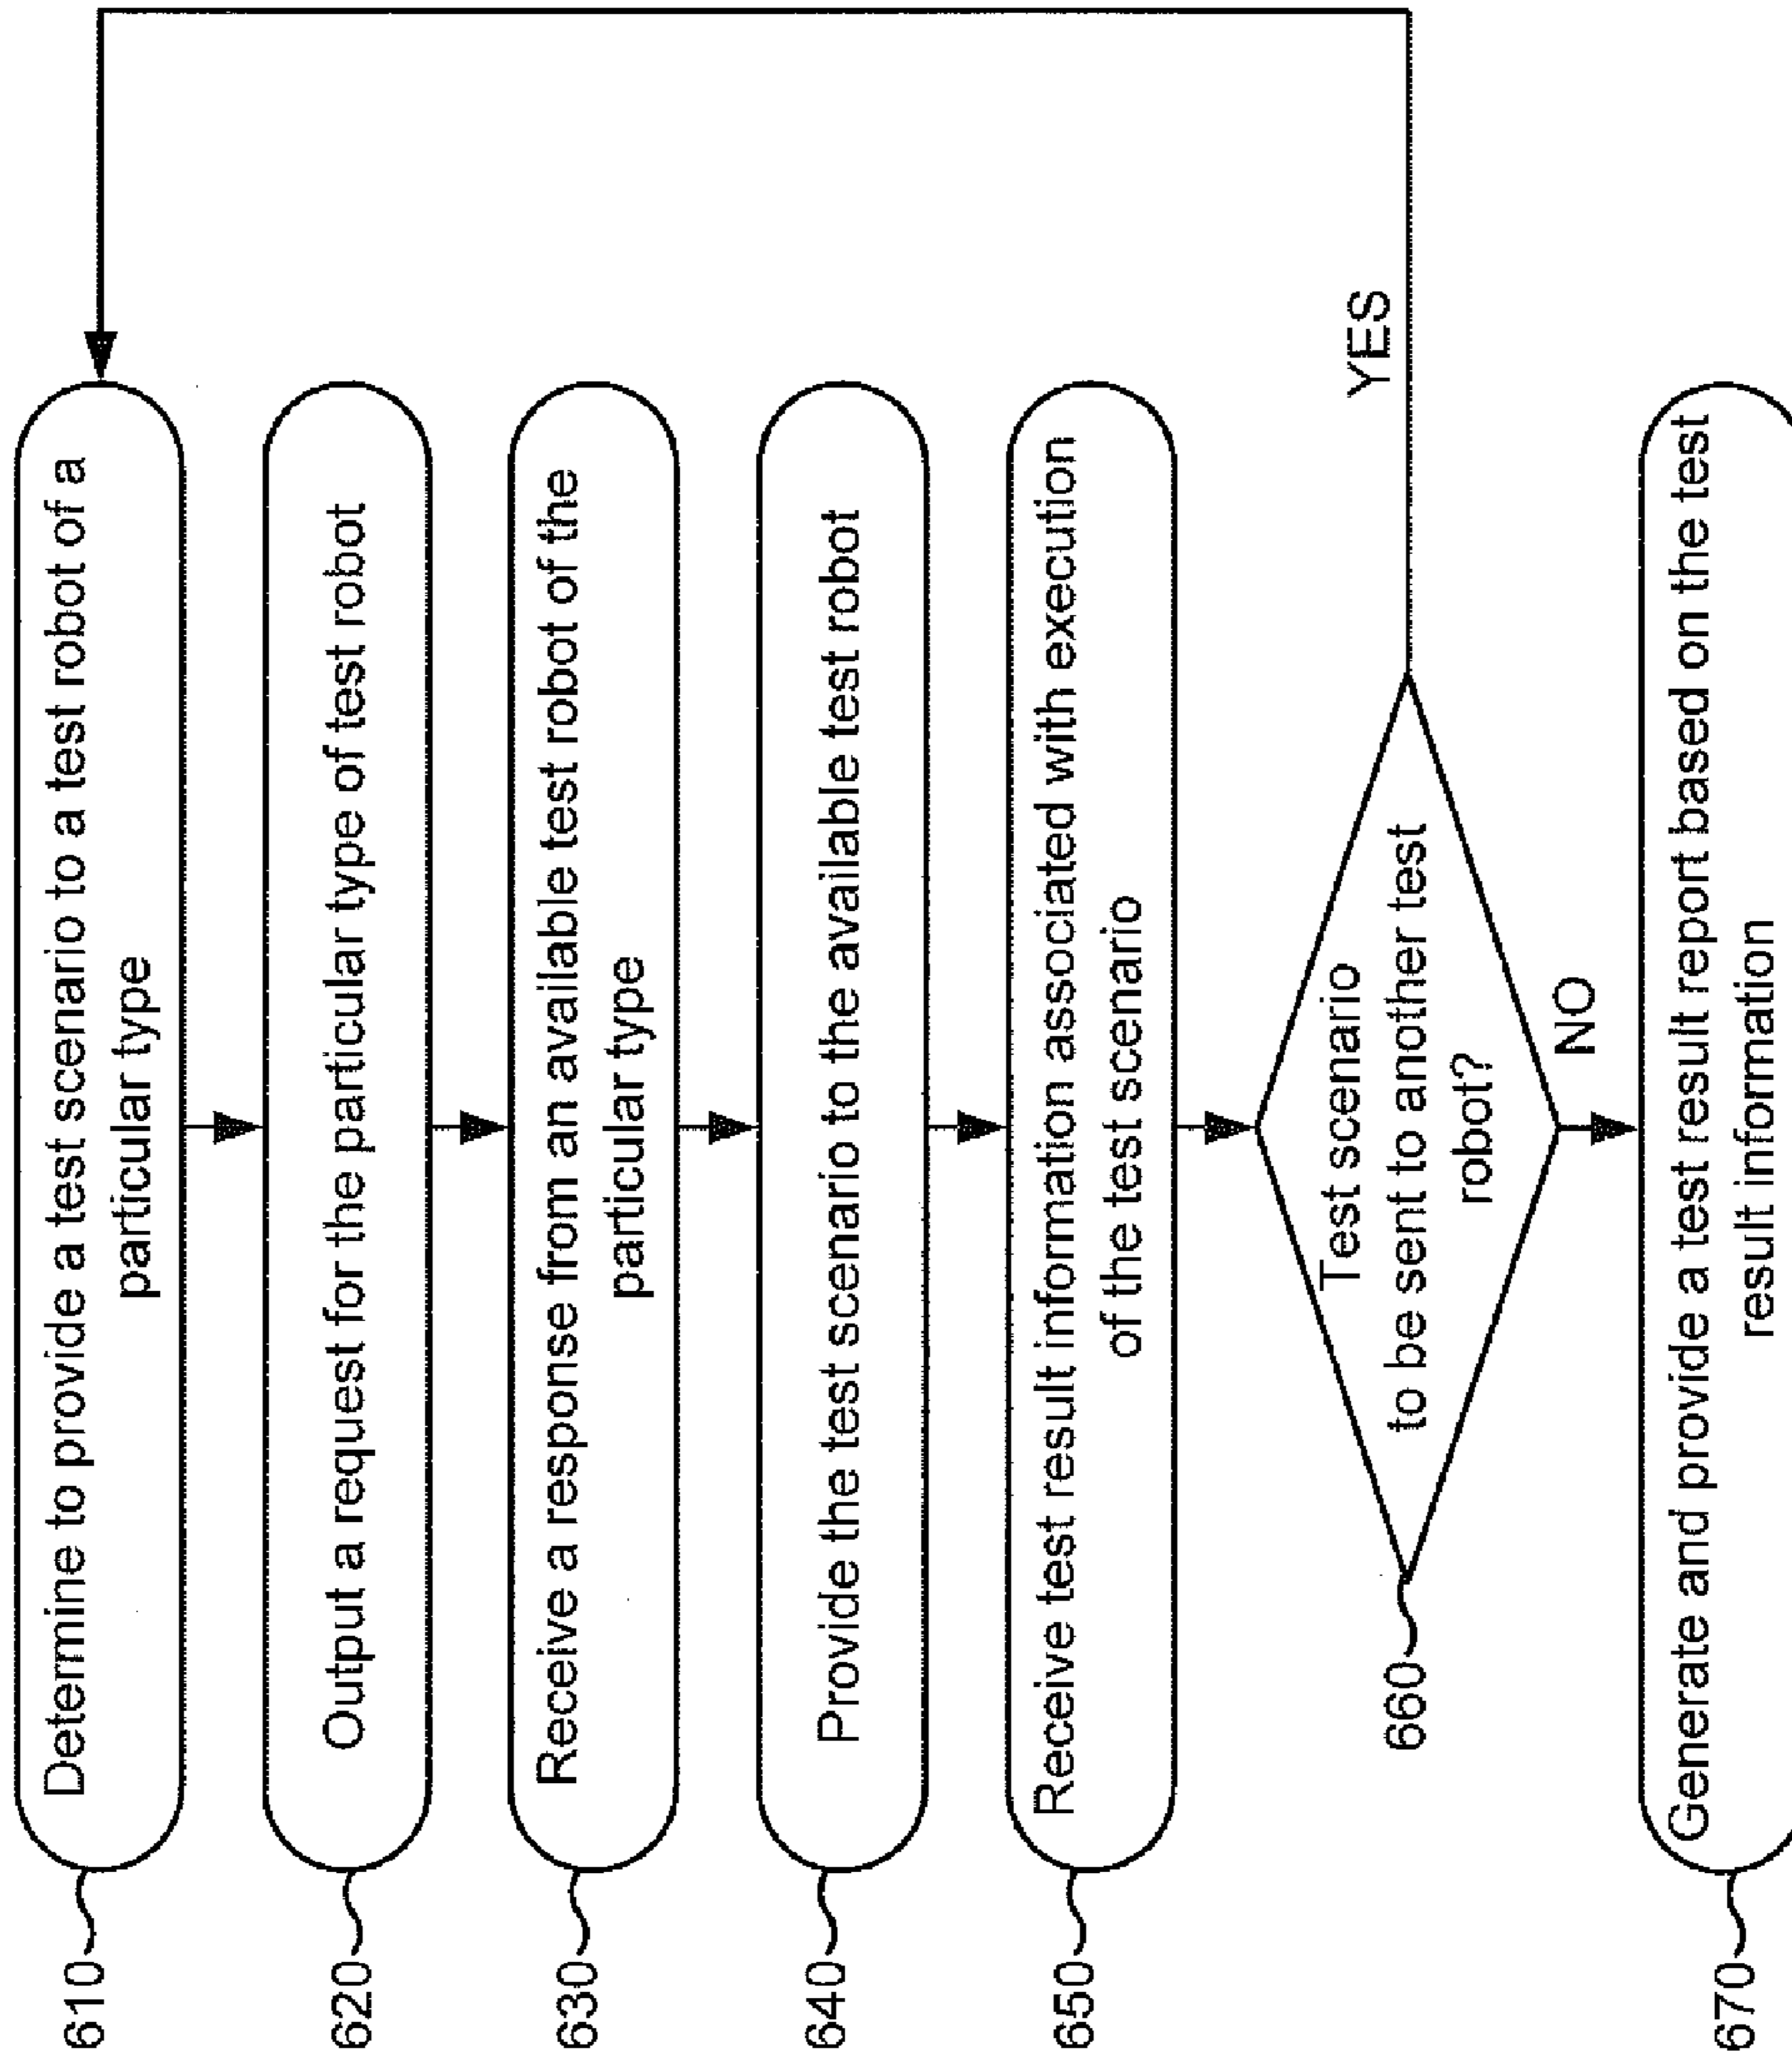 610
Determine to provide a test scenario to a test robot of a
particular type
620
Output a request for the particular type of test robot
630
Receive a response from an available test robot of the
particular type
640
Provide the test scenario to the available test robot
650
Receive test result information associated with execution
of the test scenario
660
Test scenario
to be sent to another test
robot?
YES
NO
670
Generate and provide a test result report based on the test
result information